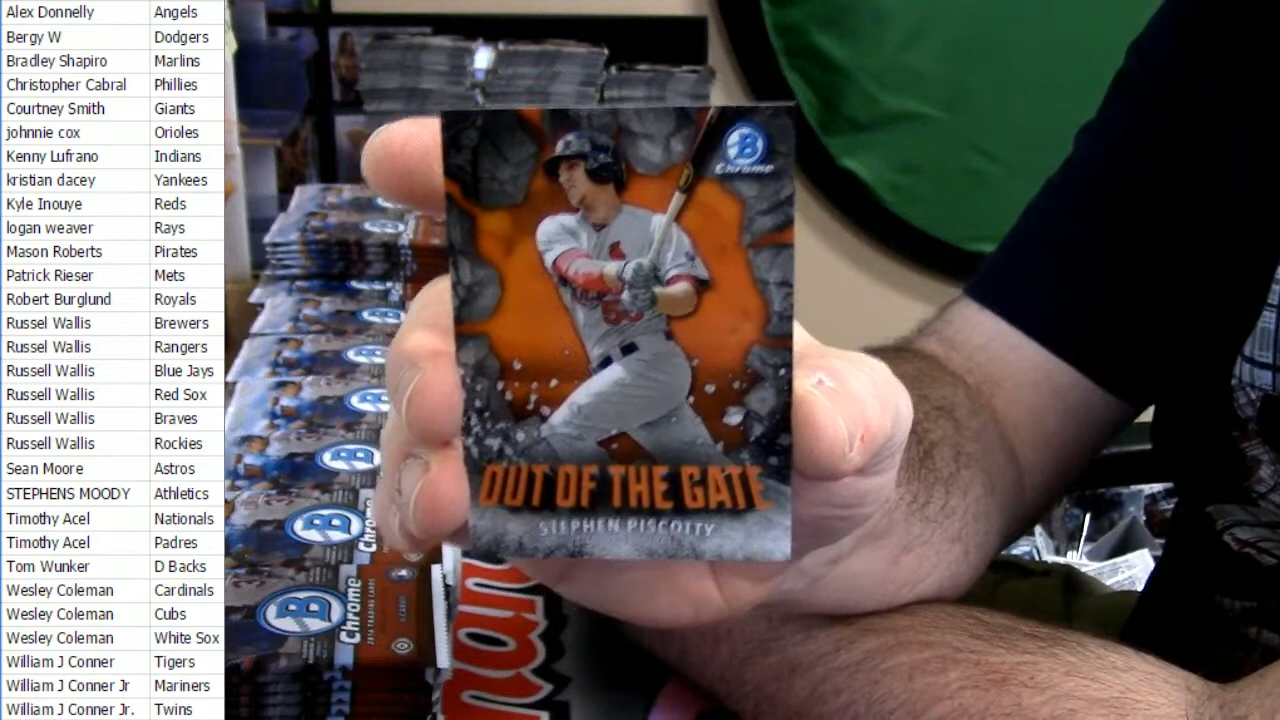 Alex Donnelly Angels
Bergy W Dodgers
Bradley Shapiro Marlins
Christopher Cabral Phillies
Courtney Smith Giants
johnnie cox Orioles
Kenny Lufrano Indians
kristian dacey Yankees
Kyle Inouye Reds
logan weaver Rays
Mason Roberts Pirates
Patrick Rieser Mets
Robert Burglund Royals
Russel Wallis Brewers
Russel Wallis Rangers
Russell Wallis Blue Jays
Russell Wallis Red Sox
Russell Wallis Braves
Russell Wallis Rockies
Sean Moore Astros
STEPHENS MOODY Athletics
Timothy Acel Nationals
Timothy Acel Padres
Tom Wunker D Backs
Wesley Coleman Cardinals
Wesley Coleman Cubs
Wesley Coleman White Sox
William J Conner Tigers
William J Conner Jr Mariners
William J Conner Jr. Twins
B
Chrome
OUT OF THE GATE
STEPHEN PISCOTTY
B
B
B
Chrome
B
Chrome
2016 TRADING CARDS